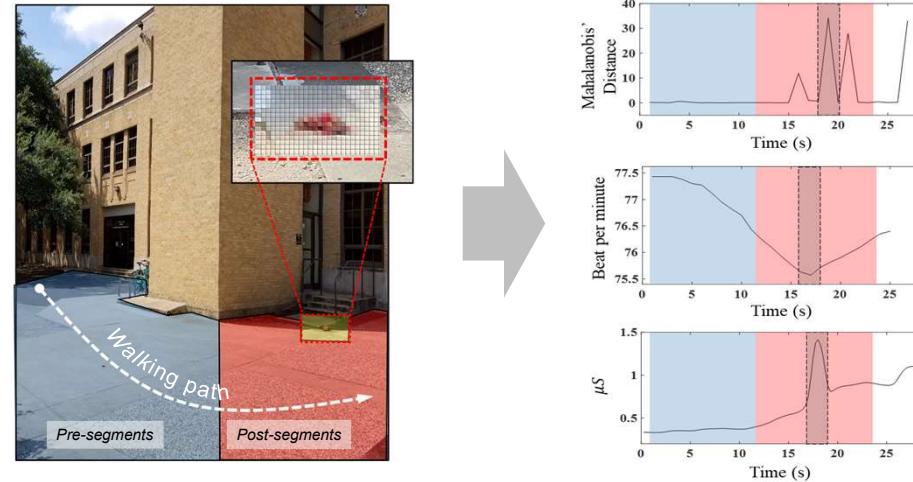 Walking path
Pre-segments
Post-segments
Mahalanobis'
Distance
40
30
20
10
0
0 5 10 15 20 25
Time (s)
Beat per minute
77.5
77
76.5
76
75.5
0 5 10 15 20 25
Time (s)
μS
1.5
1
0.5
0 5 10 15 20 25
Time (s)